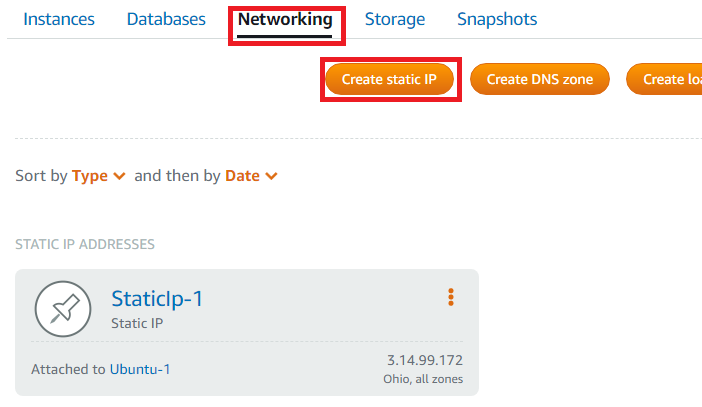 Instances Databases Networking Storage Snapshots
Create static IP Create DNS zone Create loa
Sort by Type and then by Date
STATIC IP ADDRESSES
StaticIp-1
Static IP
Attached to Ubuntu-1
3.14.99.172
Ohio, all zones